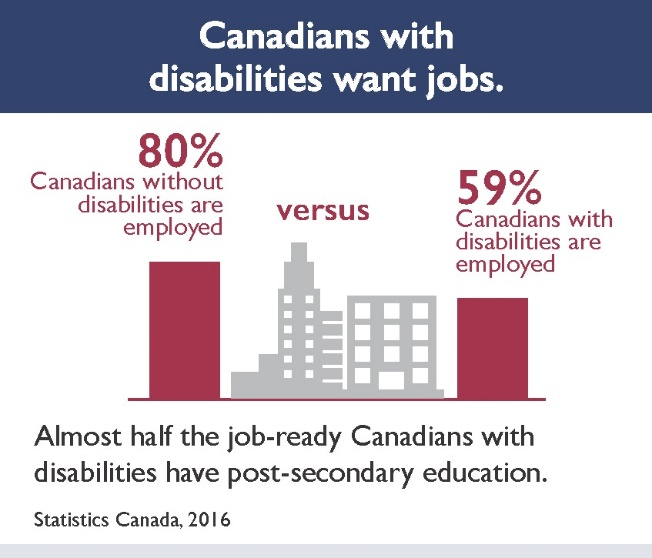 Canadians with
disabilities want jobs.
80%
Canadians without
disabilities are
employed
versus
59%
Canadians with
disabilities are
employed
Almost half the job-ready Canadians with
disabilities have post-secondary education.
Statistics Canada, 2016